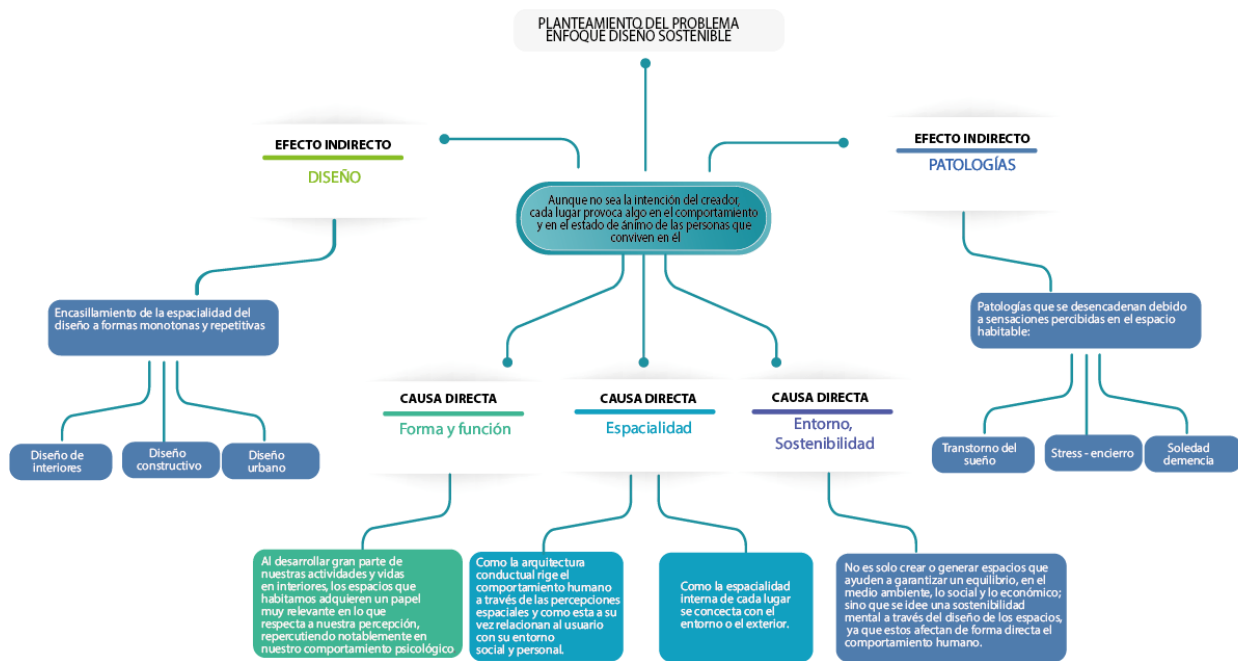 PLANTEAMIENTO DEL PROBLEMA
ENFOQUE DISEÑO SOSTENIBLE
EFECTO INDIRECTO
DISEÑO
EFECTO INDIRECTO
PATOLOGÍAS
Aunque no sea la intención del creador,
cada lugar provoca algo en el comportamiento
y en el estado de ánimo de las personas que
conviven en él
Encasillamiento de la espacialidad del
diseño a formas monotonas y repetitivas
Patologías que se desencadenan debido
a sensaciones percibidas en el espacio
habitable:
Diseño de
interiores
Diseño
constructivo
Diseño
urbano
CAUSA DIRECTA
Forma y función
CAUSA DIRECTA
Espacialidad
CAUSA DIRECTA
Entorno,
Sostenibilidad
Transtorno del
sueño
Stress - encierro
Soledad
demencia
Al desarrollar gran parte de
nuestras actividades y vidas
en interiores, los espacios que
habitamos adquieren un papel
muy relevante en lo que
respecta a nuestra percepción,
repercutiendo notablemente en
nuestro comportamiento psicológico
Como la arquitectura
conductual rige el
comportamiento humano
a través de las percepciones
espaciales y como esta a su
vez relacionan al usuario
con su entorno
social y personal.
Como la espacialidad
interna de cada lugar
se concecta con el
entorno o el exterior.
No es solo crear o generar espacios que
ayuden a garantizar un equilibrio, en el
medio ambiente, lo social y lo económico;
sino que se idee una sostenibilidad
mental a través del diseño de los espacios,
ya que estos afectan de forma directa el
comportamiento humano.